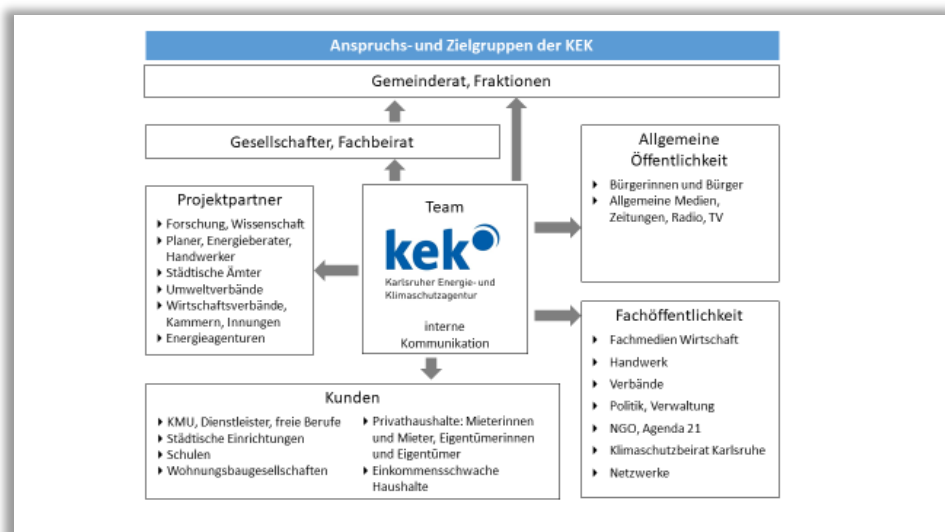 Anspruchs- und Zielgruppen der KEK
Gemeinderat, Fraktionen
Gesellschafter, Fachbeirat
Projektpartner
Forschung, Wissenschaft
Planer, Energieberater,
Handwerker
Städtische Ämter
Umweltverbände
Wirtschaftsverbände,
Kammern, Innungen
Energieagenturen
Team
kek
Karlsruher Energie- und
Klimaschutzagentur
interne
Kommunikation
Allgemeine
Öffentlichkeit
Bürgerinnen und Bürger
Allgemeine Medien,
Zeitungen, Radio, TV
Fachöffentlichkeit
Fachmedien Wirtschaft
Handwerk
Verbände
Politik, Verwaltung
NGO, Agenda 21
Klimaschutzbeirat Karlsruhe
Netzwerke
Kunden
KMU, Dienstleister, freie Berufe
Städtische Einrichtungen
Schulen
Wohnungsbaugesellschaften
Privathaushalte: Mieterinnen
und Mieter, Eigentümerinnen
und Eigentümer
Einkommensschwache
Haushalte